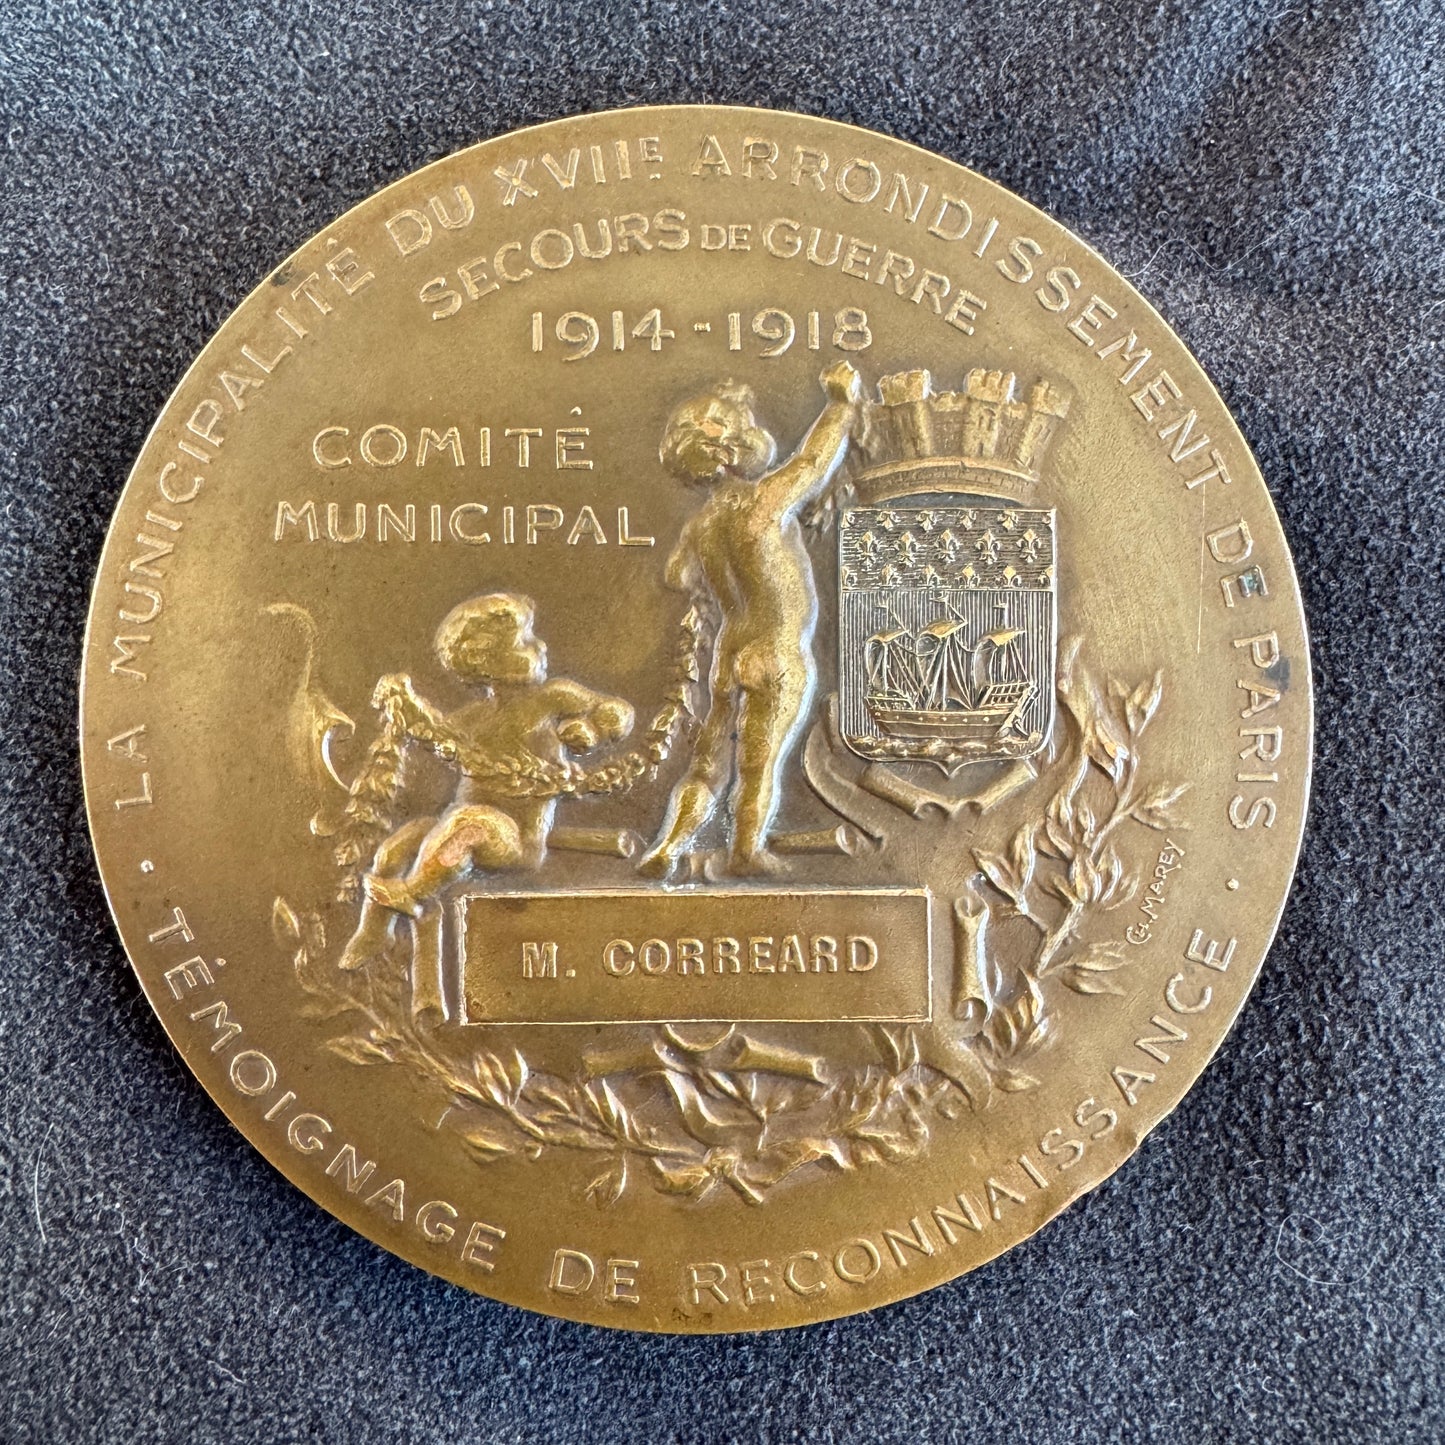 LA MUNICIPALITÉ DU XVIIE ARRONDISSEMENT DE PARIS
SECOURS DE GUERRE
1914-1918
COMITÉ
MUNICIPAL
M. CORREARD
CH. MAREY
· TÉMOIGNAGE DE RECONNAISSANCE ·